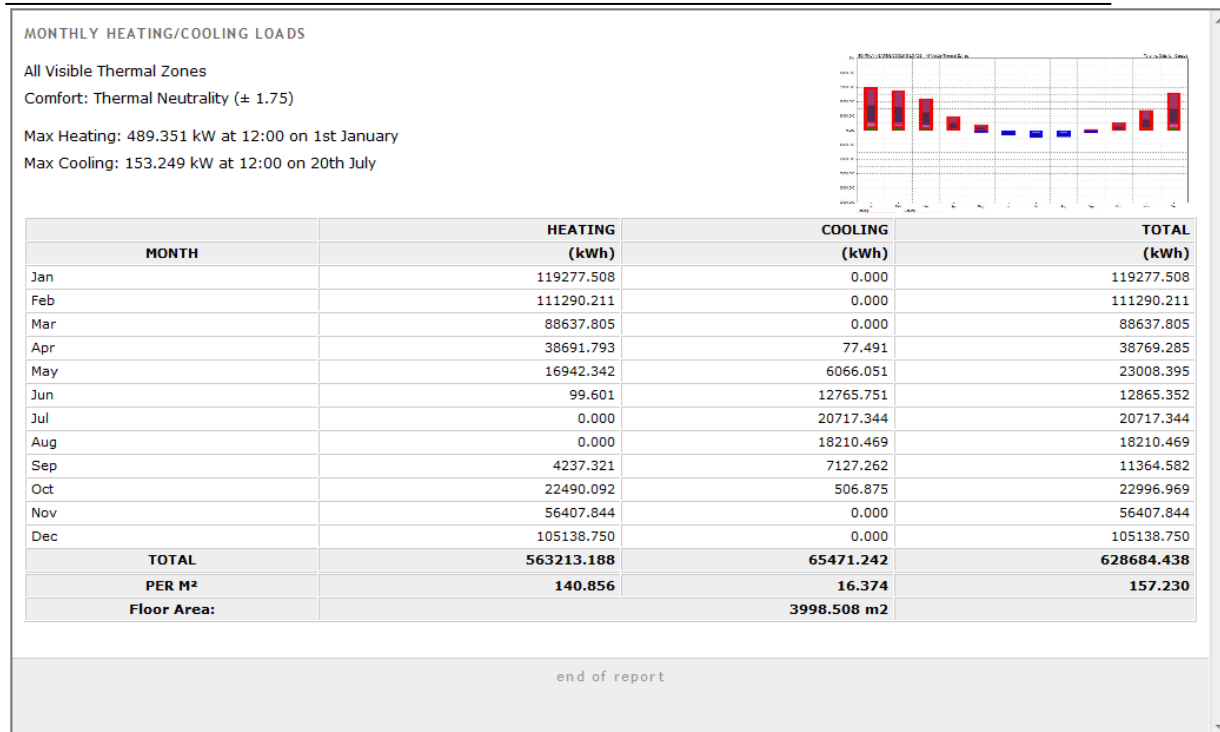 MONTHLY HEATING/COOLING LOADS
All Visible Thermal Zones
Comfort: Thermal Neutrality (± 1.75)
Max Heating: 489.351 kW at 12:00 on 1st January
Max Cooling: 153.249 kW at 12:00 on 20th July
HEATING COOLING TOTAL
MONTH (kWh) (kWh) (kWh)
Jan 119277.508 0.000 119277.508
Feb 111290.211 0.000 111290.211
Mar 88637.805 0.000 88637.805
Apr 38691.793 77.491 38769.285
May 16942.342 6066.051 23008.395
Jun 99.601 12765.751 12865.352
Jul 0.000 20717.344 20717.344
Aug 0.000 18210.469 18210.469
Sep 4237.321 7127.262 11364.582
Oct 22490.092 506.875 22996.969
Nov 56407.844 0.000 56407.844
Dec 105138.750 0.000 105138.750
TOTAL 563213.188 65471.242 628684.438
PER M² 140.856 16.374 157.230
Floor Area: 3998.508 m2
end of report